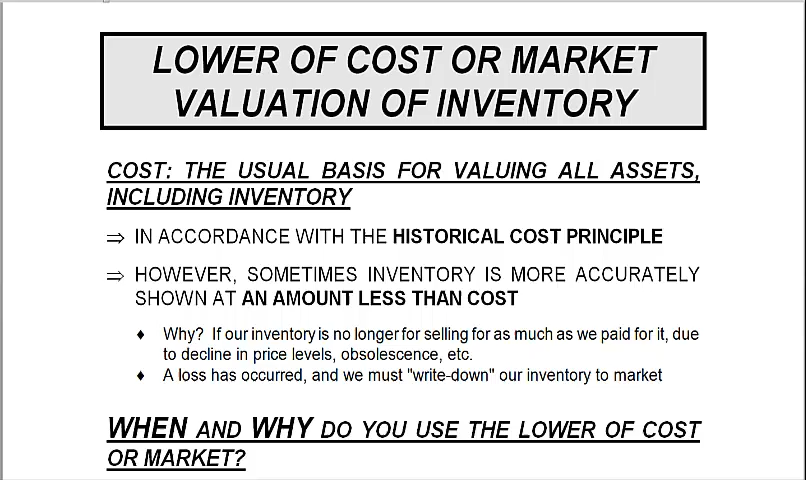 LOWER OF COST OR MARKET
VALUATION OF INVENTORY
COST: THE USUAL BASIS FOR VALUING ALL ASSETS,
INCLUDING INVENTORY
⇒ IN ACCORDANCE WITH THE HISTORICAL COST PRINCIPLE
⇒ HOWEVER, SOMETIMES INVENTORY IS MORE ACCURATELY
SHOWN AT AN AMOUNT LESS THAN COST
♦ Why? If our inventory is no longer for selling for as much as we paid for it, due
to decline in price levels, obsolescence, etc.
♦ A loss has occurred, and we must "write-down" our inventory to market
WHEN AND WHY DO YOU USE THE LOWER OF COST
OR MARKET?